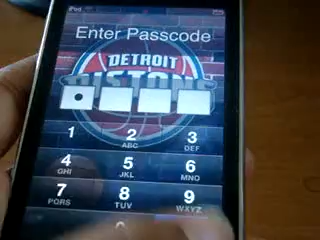 iPod
Enter Passcode
DETROIT
PISTONS
1
2
3
ABC
DEF
4
5
6
GHI
JKL
MNO
7
8
9
PQRS
TUV
WXYZ
0